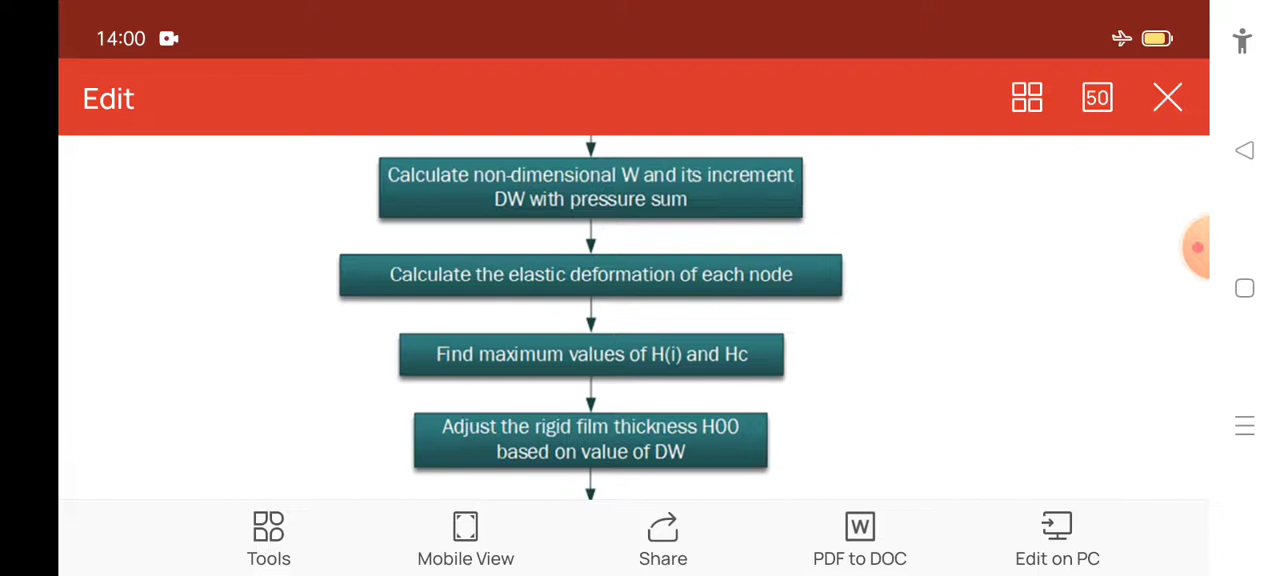 14:00
Edit
50
Calculate non-dimensional W and its increment
DW with pressure sum
Calculate the elastic deformation of each node
Find maximum values of H(i) and Hc
Adjust the rigid film thickness H00
based on value of DW
Tools
Mobile View
Share
W
PDF to DOC
Edit on PC